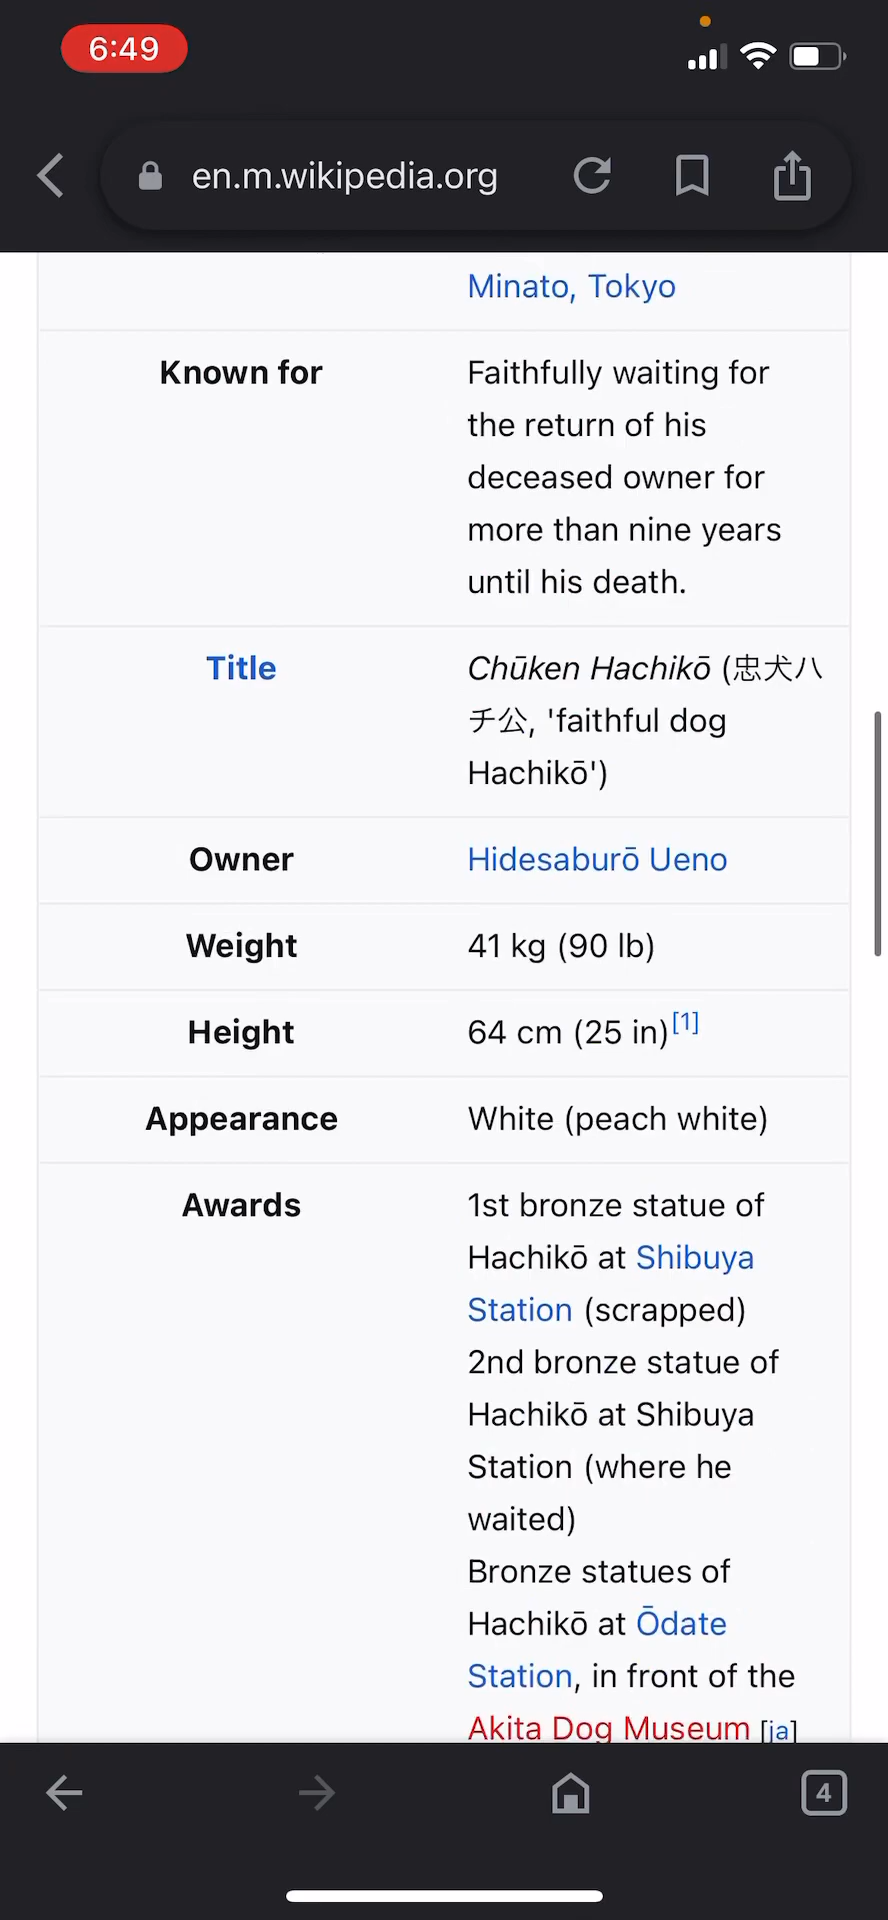 6:49
en.m.wikipedia.org
Minato, Tokyo
Known for
Faithfully waiting for
the return of his
deceased owner for
more than nine years
until his death.
Title
Chūken Hachikō (忠犬ハ
チ公, 'faithful dog
Hachikō')
Owner
Hidesaburō Ueno
Weight
41 kg (90 lb)
Height
64 cm (25 in)[1]
Appearance
White (peach white)
Awards
1st bronze statue of
Hachikō at Shibuya
Station (scrapped)
2nd bronze statue of
Hachikō at Shibuya
Station (where he
waited)
Bronze statues of
Hachikō at Ōdate
Station, in front of the
Akita Dog Museum [ja]
4